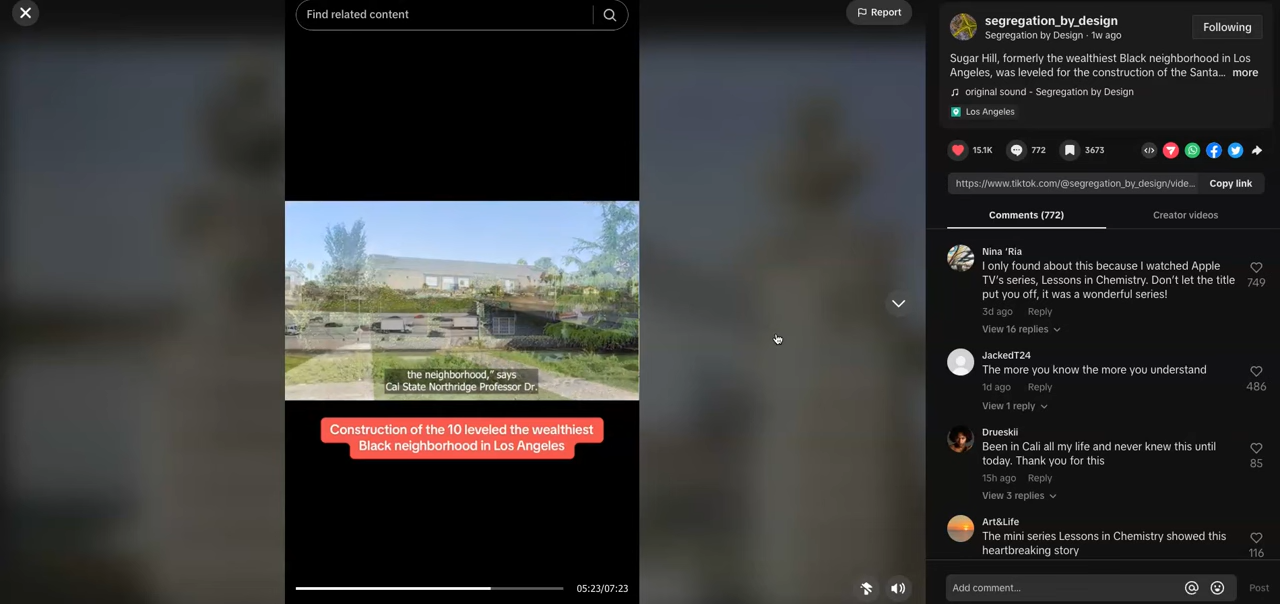 Find related content
Report
the neighborhood," says
Cal State Northridge Professor Dr.
Construction of the 10 leveled the wealthiest
Black neighborhood in Los Angeles
05:23/07:23
segregation_by_design
Segregation by Design · 1w ago
Following
Sugar Hill, formerly the wealthiest Black neighborhood in Los
Angeles, was leveled for the construction of the Santa... more
original sound - Segregation by Design
Los Angeles
15.1K
772
3673
https://www.tiktok.com/@segregation_by_design/vide...
Copy link
Comments (772)
Creator videos
Nina 'Ria
I only found about this because I watched Apple
TV's series, Lessons in Chemistry. Don't let the title
put you off, it was a wonderful series!
749
3d ago Reply
View 16 replies
JackedT24
The more you know the more you understand
486
1d ago Reply
View 1 reply
Drueskii
Been in Cali all my life and never knew this until
today. Thank you for this
85
15h ago Reply
View 3 replies
Art&Life
The mini series Lessons in Chemistry showed this
heartbreaking story
116
Add comment...
Post